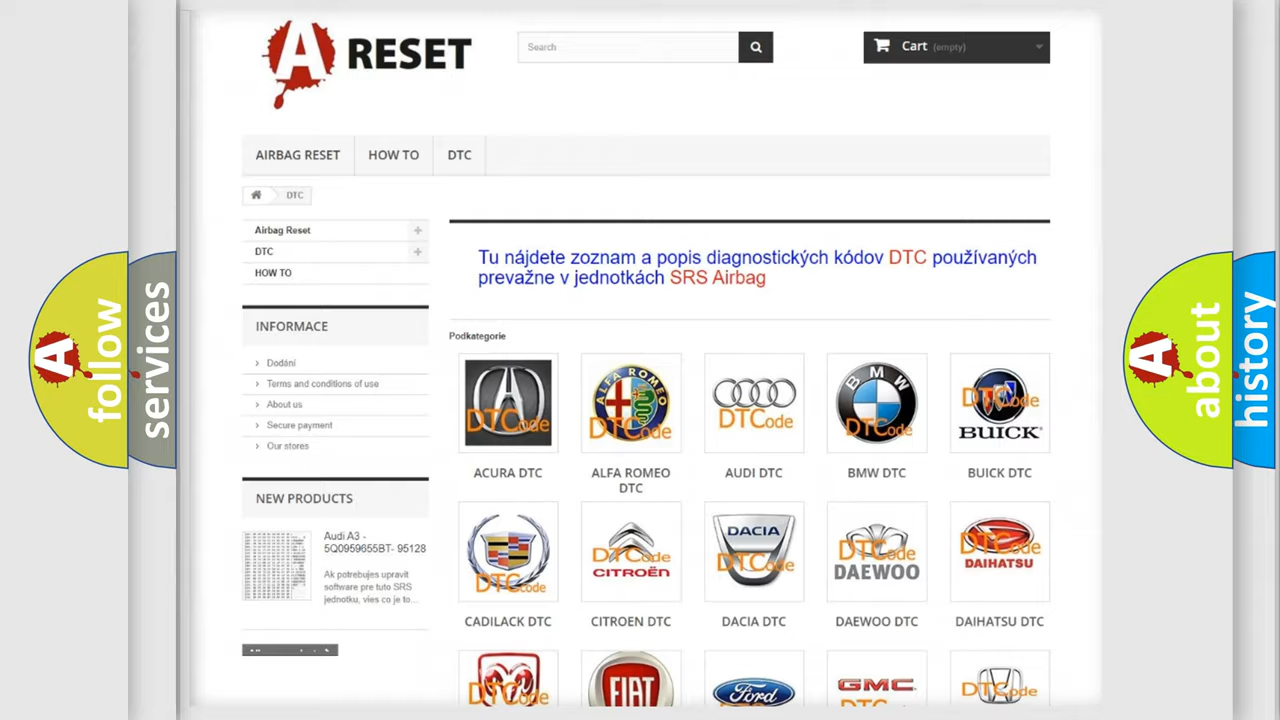 A RESET
Search
Cart (empty)
AIRBAG RESET
HOW TO
DTC
DTC
Airbag Reset
DTC
HOW TO
INFORMACE
Dodání
Terms and conditions of use
About us
Secure payment
Our stores
NEW PRODUCTS
Audi A3 -
5Q0959655BT- 95128
Ak potrebujes upravit
software pre tuto SRS
jednotku, vies co je to...
Tu nájdete zoznam a popis diagnostických kódov DTC používaných
prevažne v jednotkách SRS Airbag
Podkategorie
DTCode
ALFA ROMEO
DTCode
DTCode
BMW
DTCode
DTCode
BUICK
ACURA DTC
ALFA ROMEO
DTC
AUDI DTC
BMW DTC
BUICK DTC
DTCode
DTCode
CITROËN
DACIA
DTCode
DTCode
DAEWOO
DTCode
DAIHATSU
CADILACK DTC
CITROEN DTC
DACIA DTC
DAEWOO DTC
DAIHATSU DTC
DTCode
FIAT
Ford
GMC
DTCode
A follow
services
A about
history